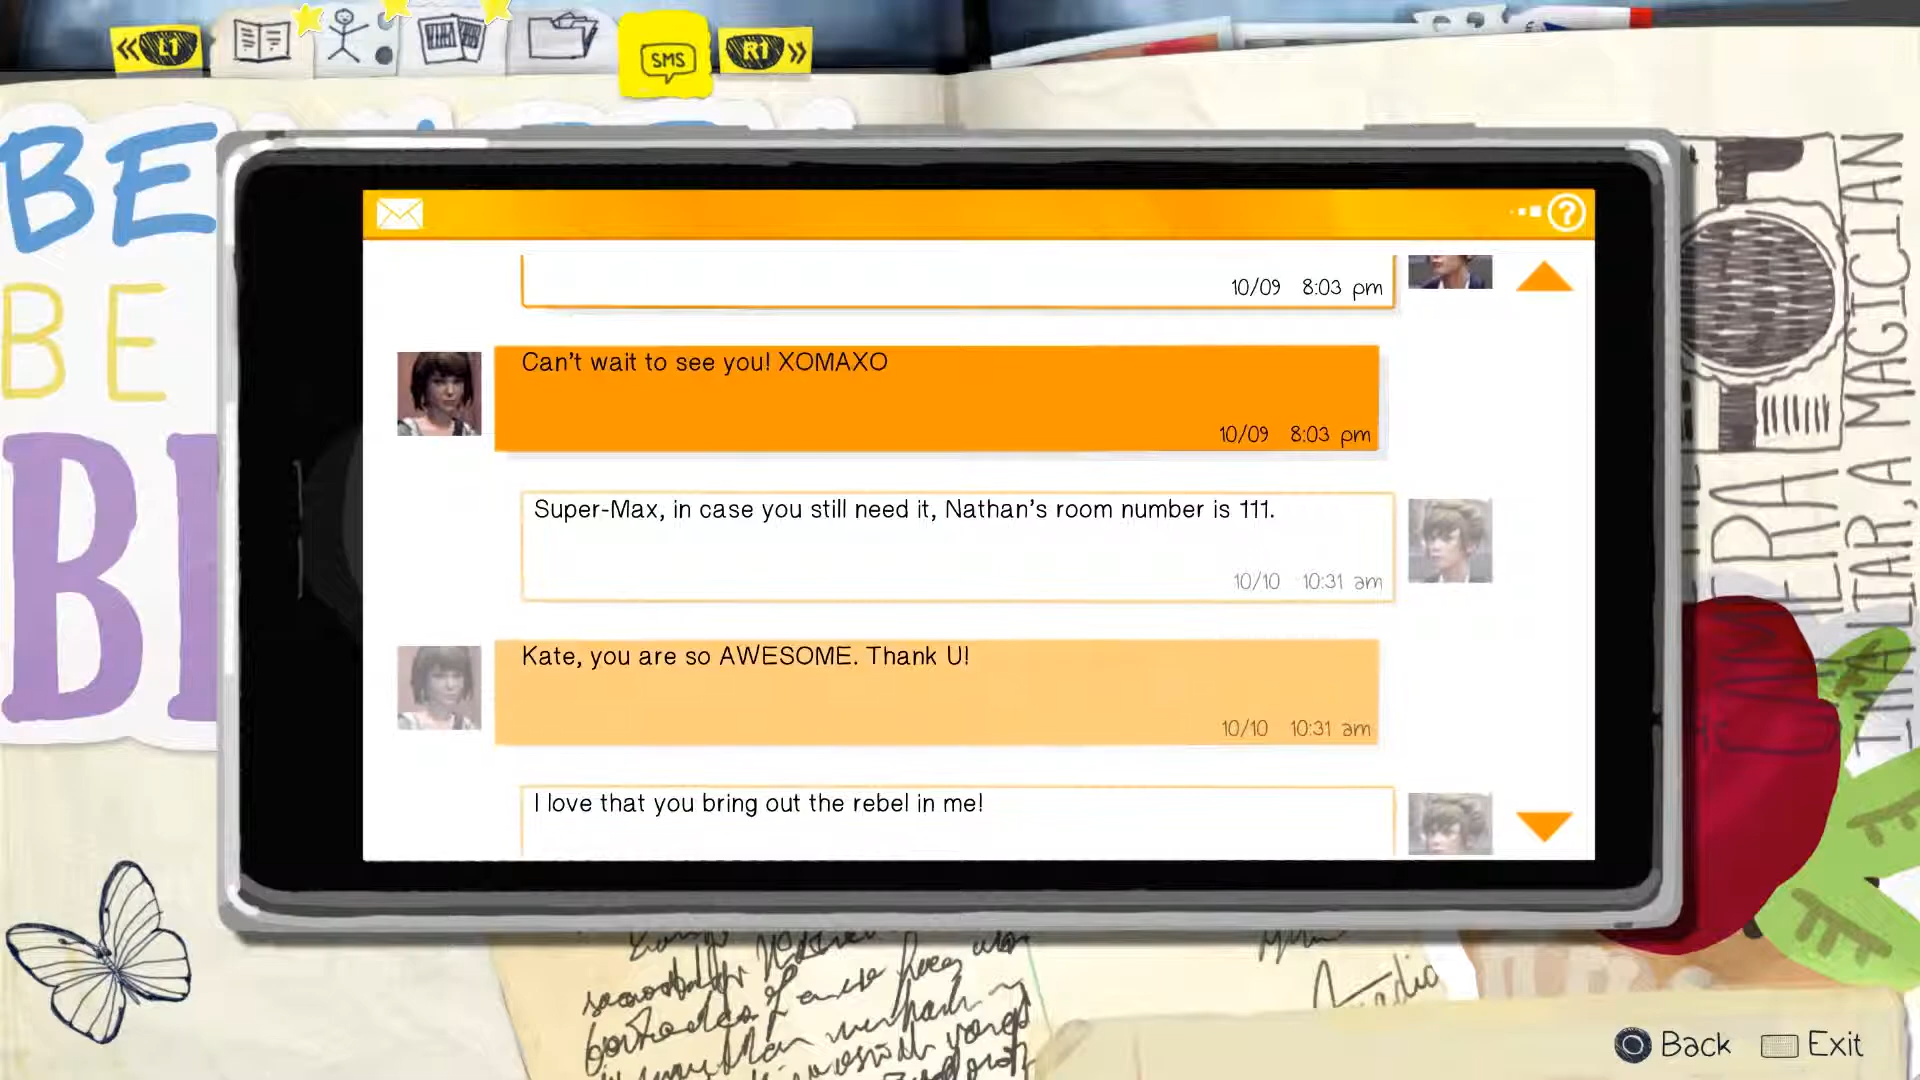 L1
SMS
R1
BE
BE
10/09 8:03 pm
Can't wait to see you! XOMAXO
10/09 8:03 pm
Super-Max, in case you still need it, Nathan's room number is 111.
10/10 10:31 am
Kate, you are so AWESOME. Thank U!
10/10 10:31 am
I love that you bring out the rebel in me!
A MAGICIAN
Back
Exit